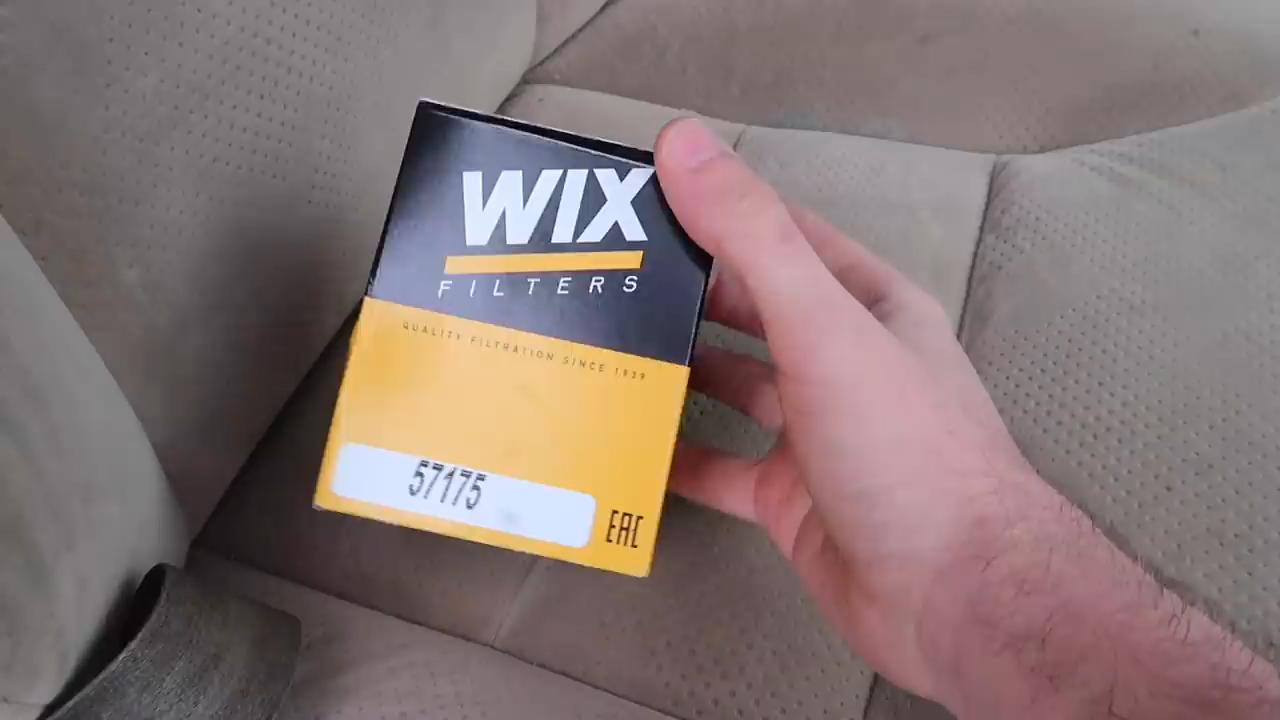 WIX
FILTERS
QUALITY FILTRATION SINCE 1939
57175
EAC